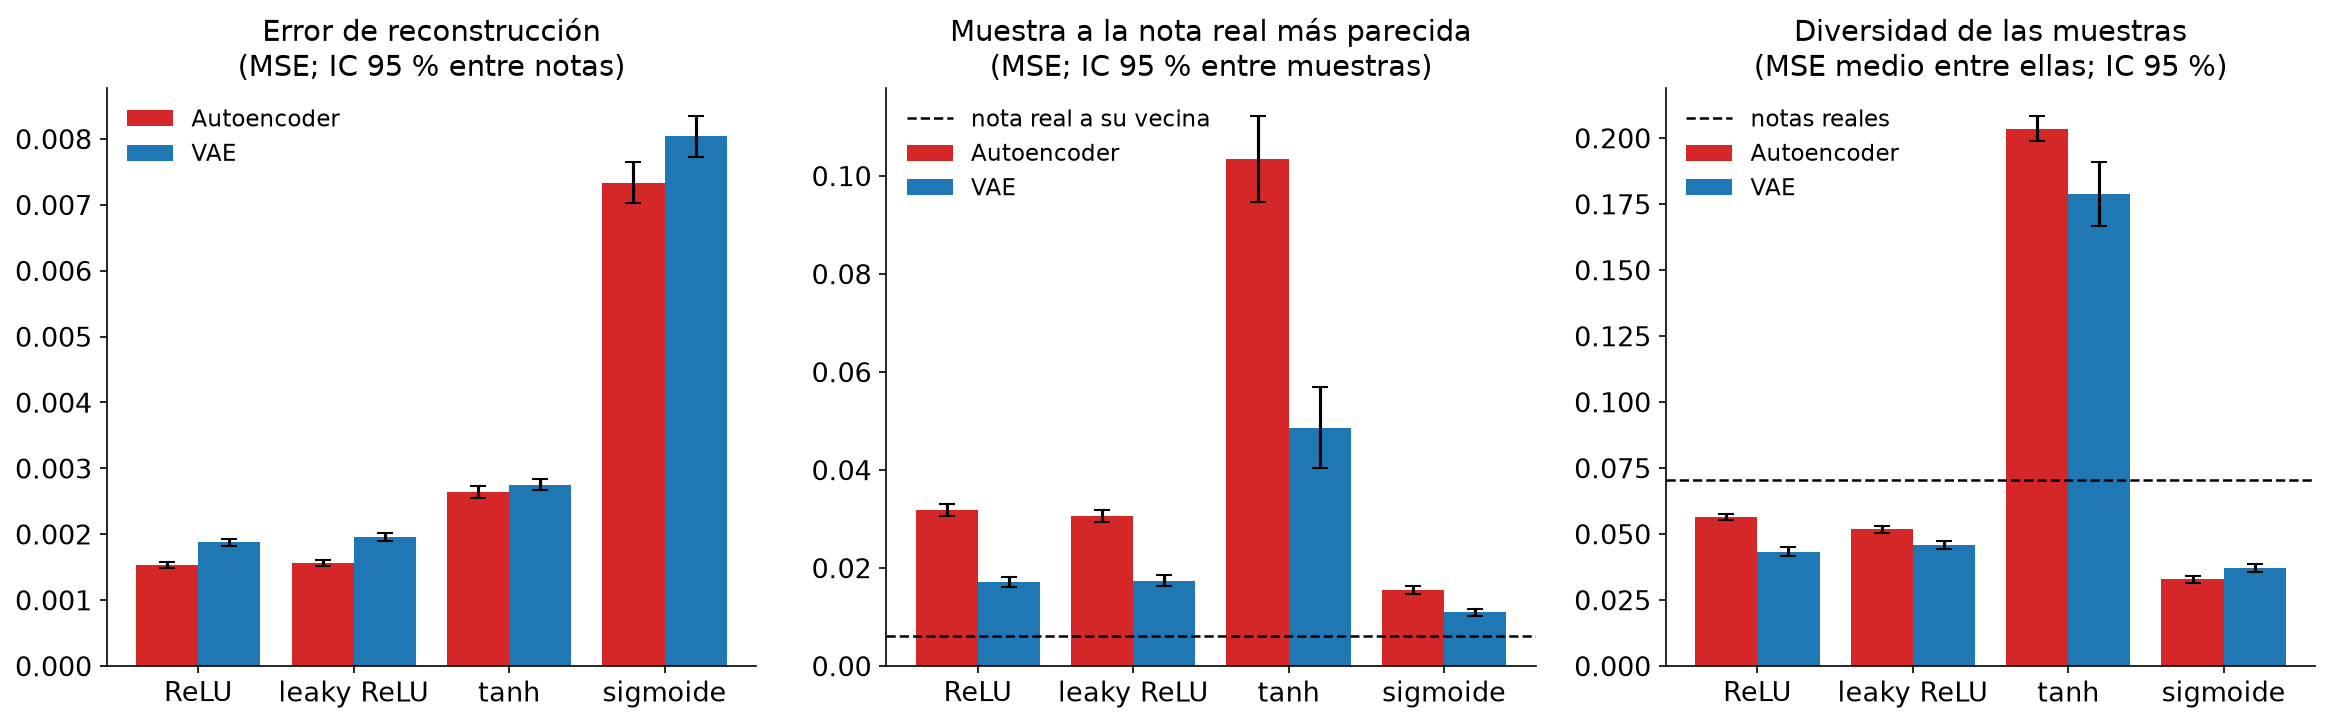 Error de reconstrucción
(MSE; IC 95 % entre notas)
Autoencoder
VAE
0.008
0.007
0.006
0.005
0.004
0.003
0.002
0.001
0.000
ReLU
leaky ReLU
tanh
sigmoide
Muestra a la nota real más parecida
(MSE; IC 95 % entre muestras)
nota real a su vecina
Autoencoder
VAE
0.10
0.08
0.06
0.04
0.02
0.00
ReLU
leaky ReLU
tanh
sigmoide
Diversidad de las muestras
(MSE medio entre ellas; IC 95 %)
notas reales
Autoencoder
VAE
0.200
0.175
0.150
0.125
0.100
0.075
0.050
0.025
0.000
ReLU
leaky ReLU
tanh
sigmoide